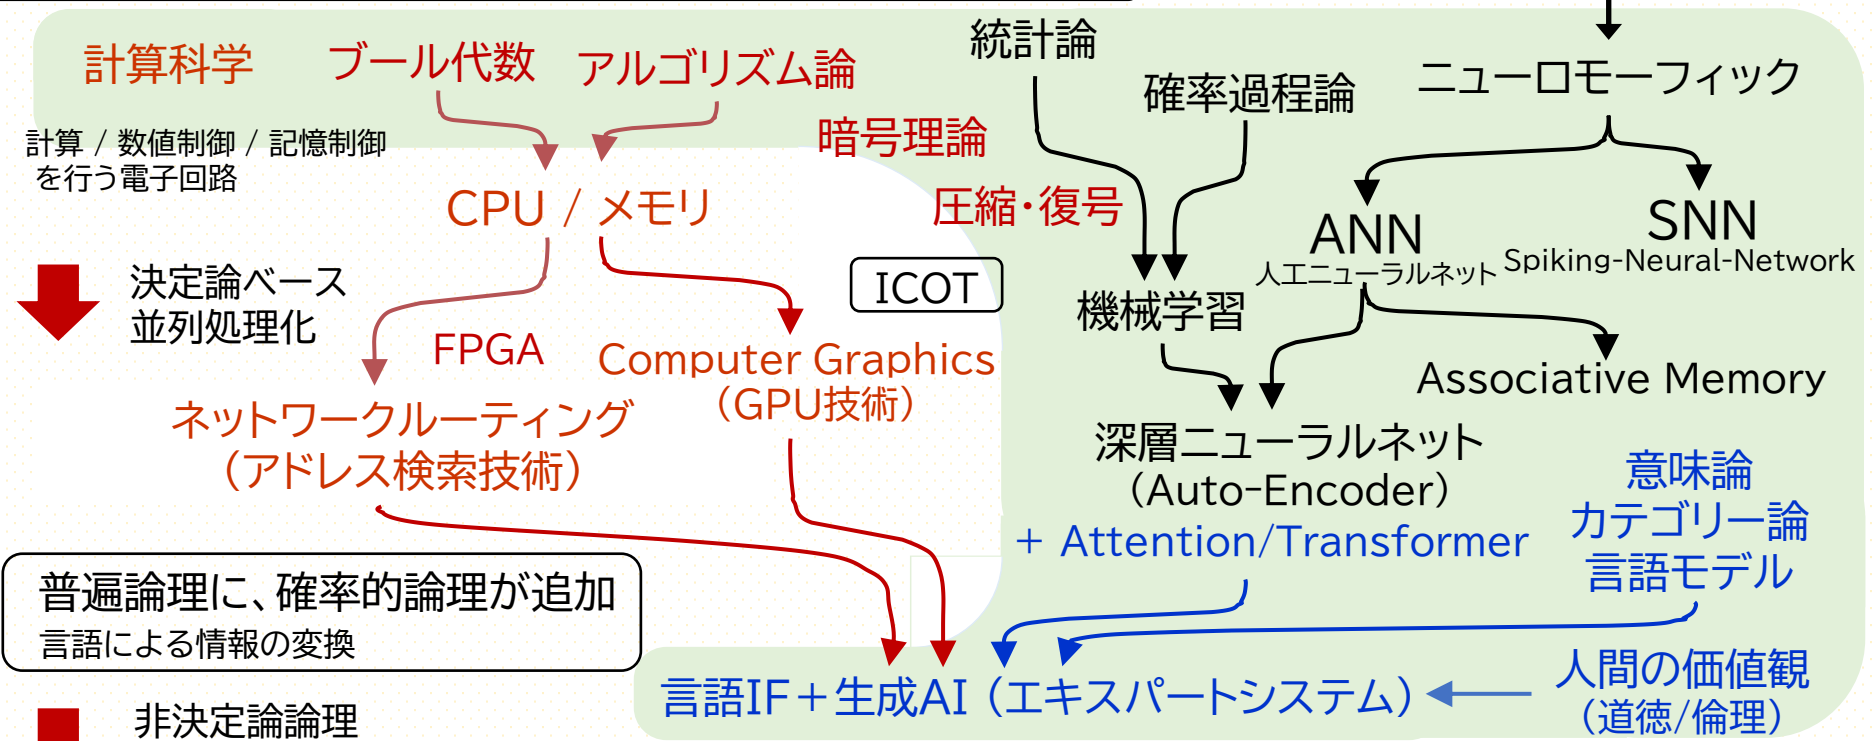 計算科学
ブール代数
アルゴリズム論
統計論
確率過程論
ニューロモーフィック
計算 / 数値制御 / 記憶制御
を行う電子回路
暗号理論
圧縮・復号
CPU / メモリ
ANN
人工ニューラルネット
SNN
Spiking-Neural-Network
決定論ベース
並列処理化
ICOT
機械学習
FPGA
Computer Graphics
（GPU技術）
Associative Memory
ネットワークルーティング
（アドレス検索技術）
深層ニューラルネット
（Auto-Encoder）
+ Attention/Transformer
意味論
カテゴリー論
言語モデル
普遍論理に、確率的論理が追加
言語による情報の変換
言語IF＋生成AI（エキスパートシステム）
人間の価値観
（道徳/倫理）
非決定論論理